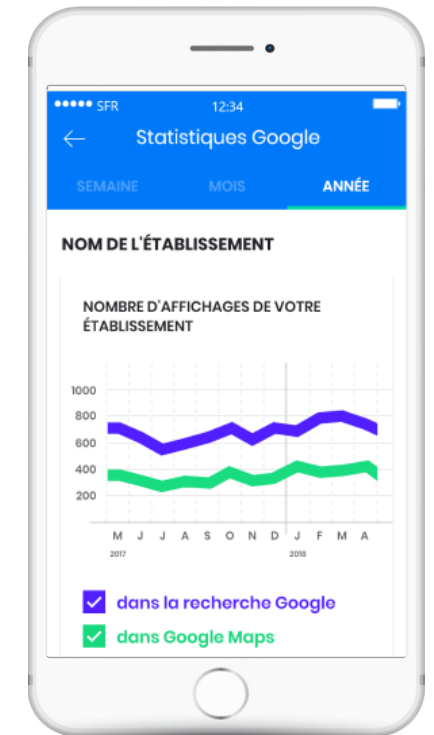 SFR 12:34
Statistiques Google
SEMAINE MOIS ANNÉE
NOM DE L'ÉTABLISSEMENT
NOMBRE D'AFFICHAGES DE VOTRE
ÉTABLISSEMENT
1000
800
600
400
200
M J J A S O N D J F M A
2017 2018
dans la recherche Google
dans Google Maps